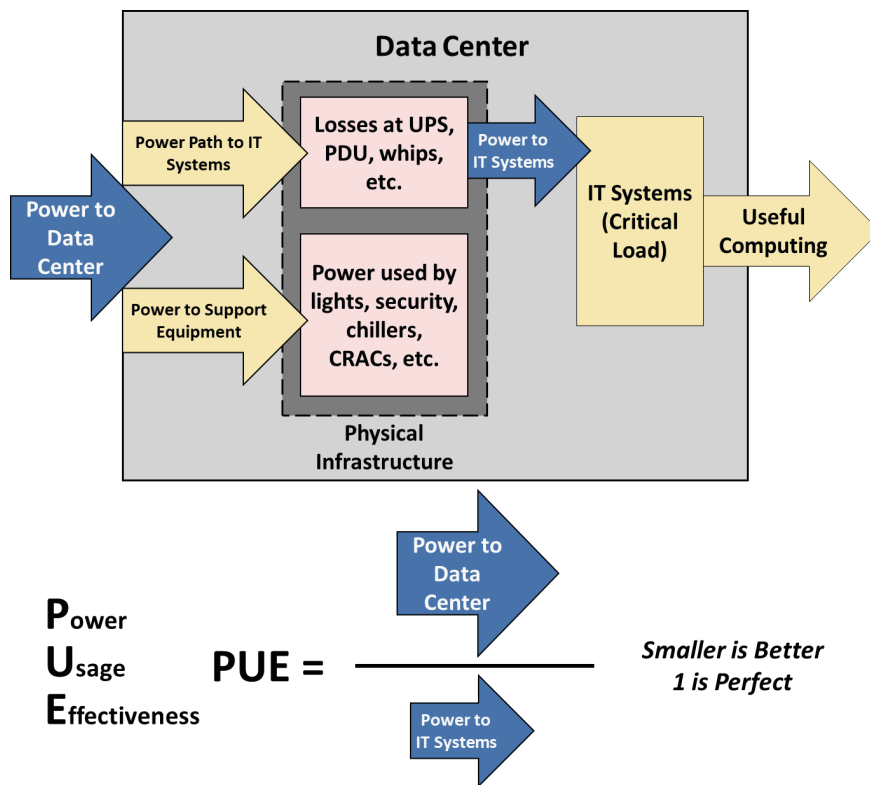 Data Center
Power to
Data
Center
Power Path to IT
Systems
Losses at UPS,
PDU, whips,
etc.
Power to
IT Systems
IT Systems
(Critical
Load)
Useful
Computing
Power to Support
Equipment
Power used by
lights, security,
chillers,
CRACs, etc.
Physical
Infrastructure
Power
Usage
Effectiveness
PUE =
Power to
Data
Center
Power to
IT Systems
Smaller is Better
1 is Perfect